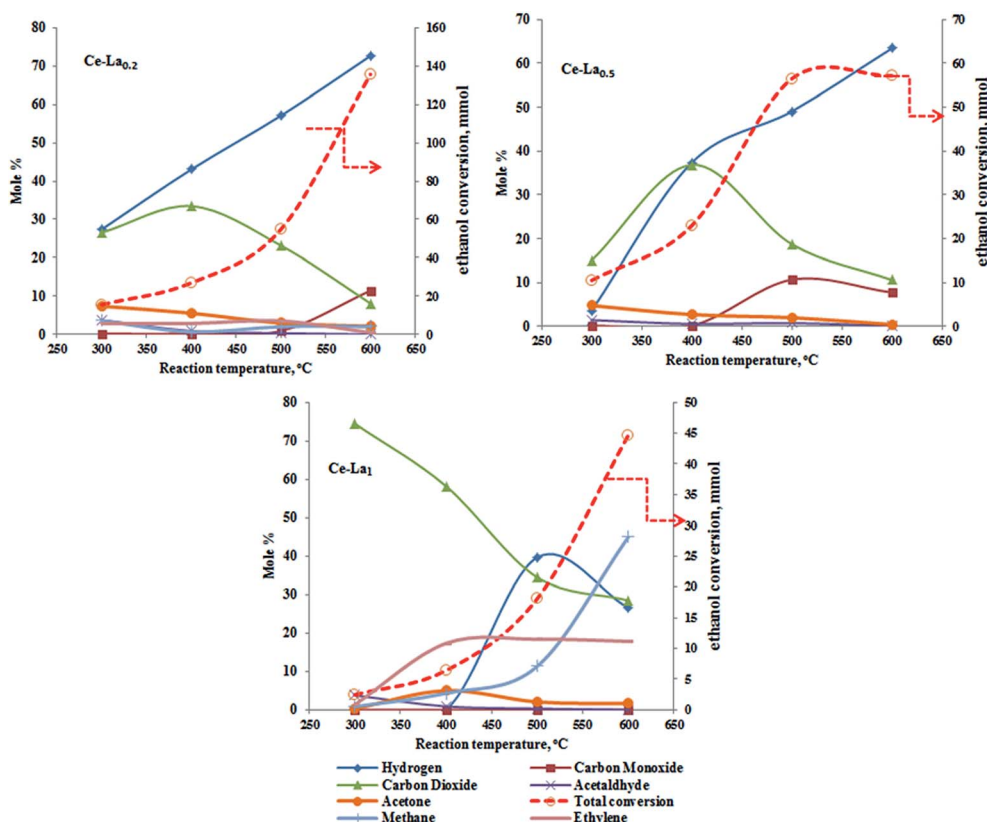 Ce-La0.2
Mole %
80
70
60
50
40
30
20
10
0
160
140
120
100
80
60
40
20
0
ethanol conversion, mmol
250 300 350 400 450 500 550 600 650
Reaction temperature, °C
Ce-La0.5
Mole %
70
60
50
40
30
20
10
0
70
60
50
40
30
20
10
0
ethanol conversion, mmol
250 300 350 400 450 500 550 600 650
Reaction temperature, °C
Ce-La1
Mole %
80
70
60
50
40
30
20
10
0
50
45
40
35
30
25
20
15
10
5
0
ethanol conversion, mmol
250 300 350 400 450 500 550 600 650
Reaction temperature, °C
Hydrogen Carbon Monoxide
Carbon Dioxide Acetaldhyde
Acetone Total conversion
Methane Ethylene